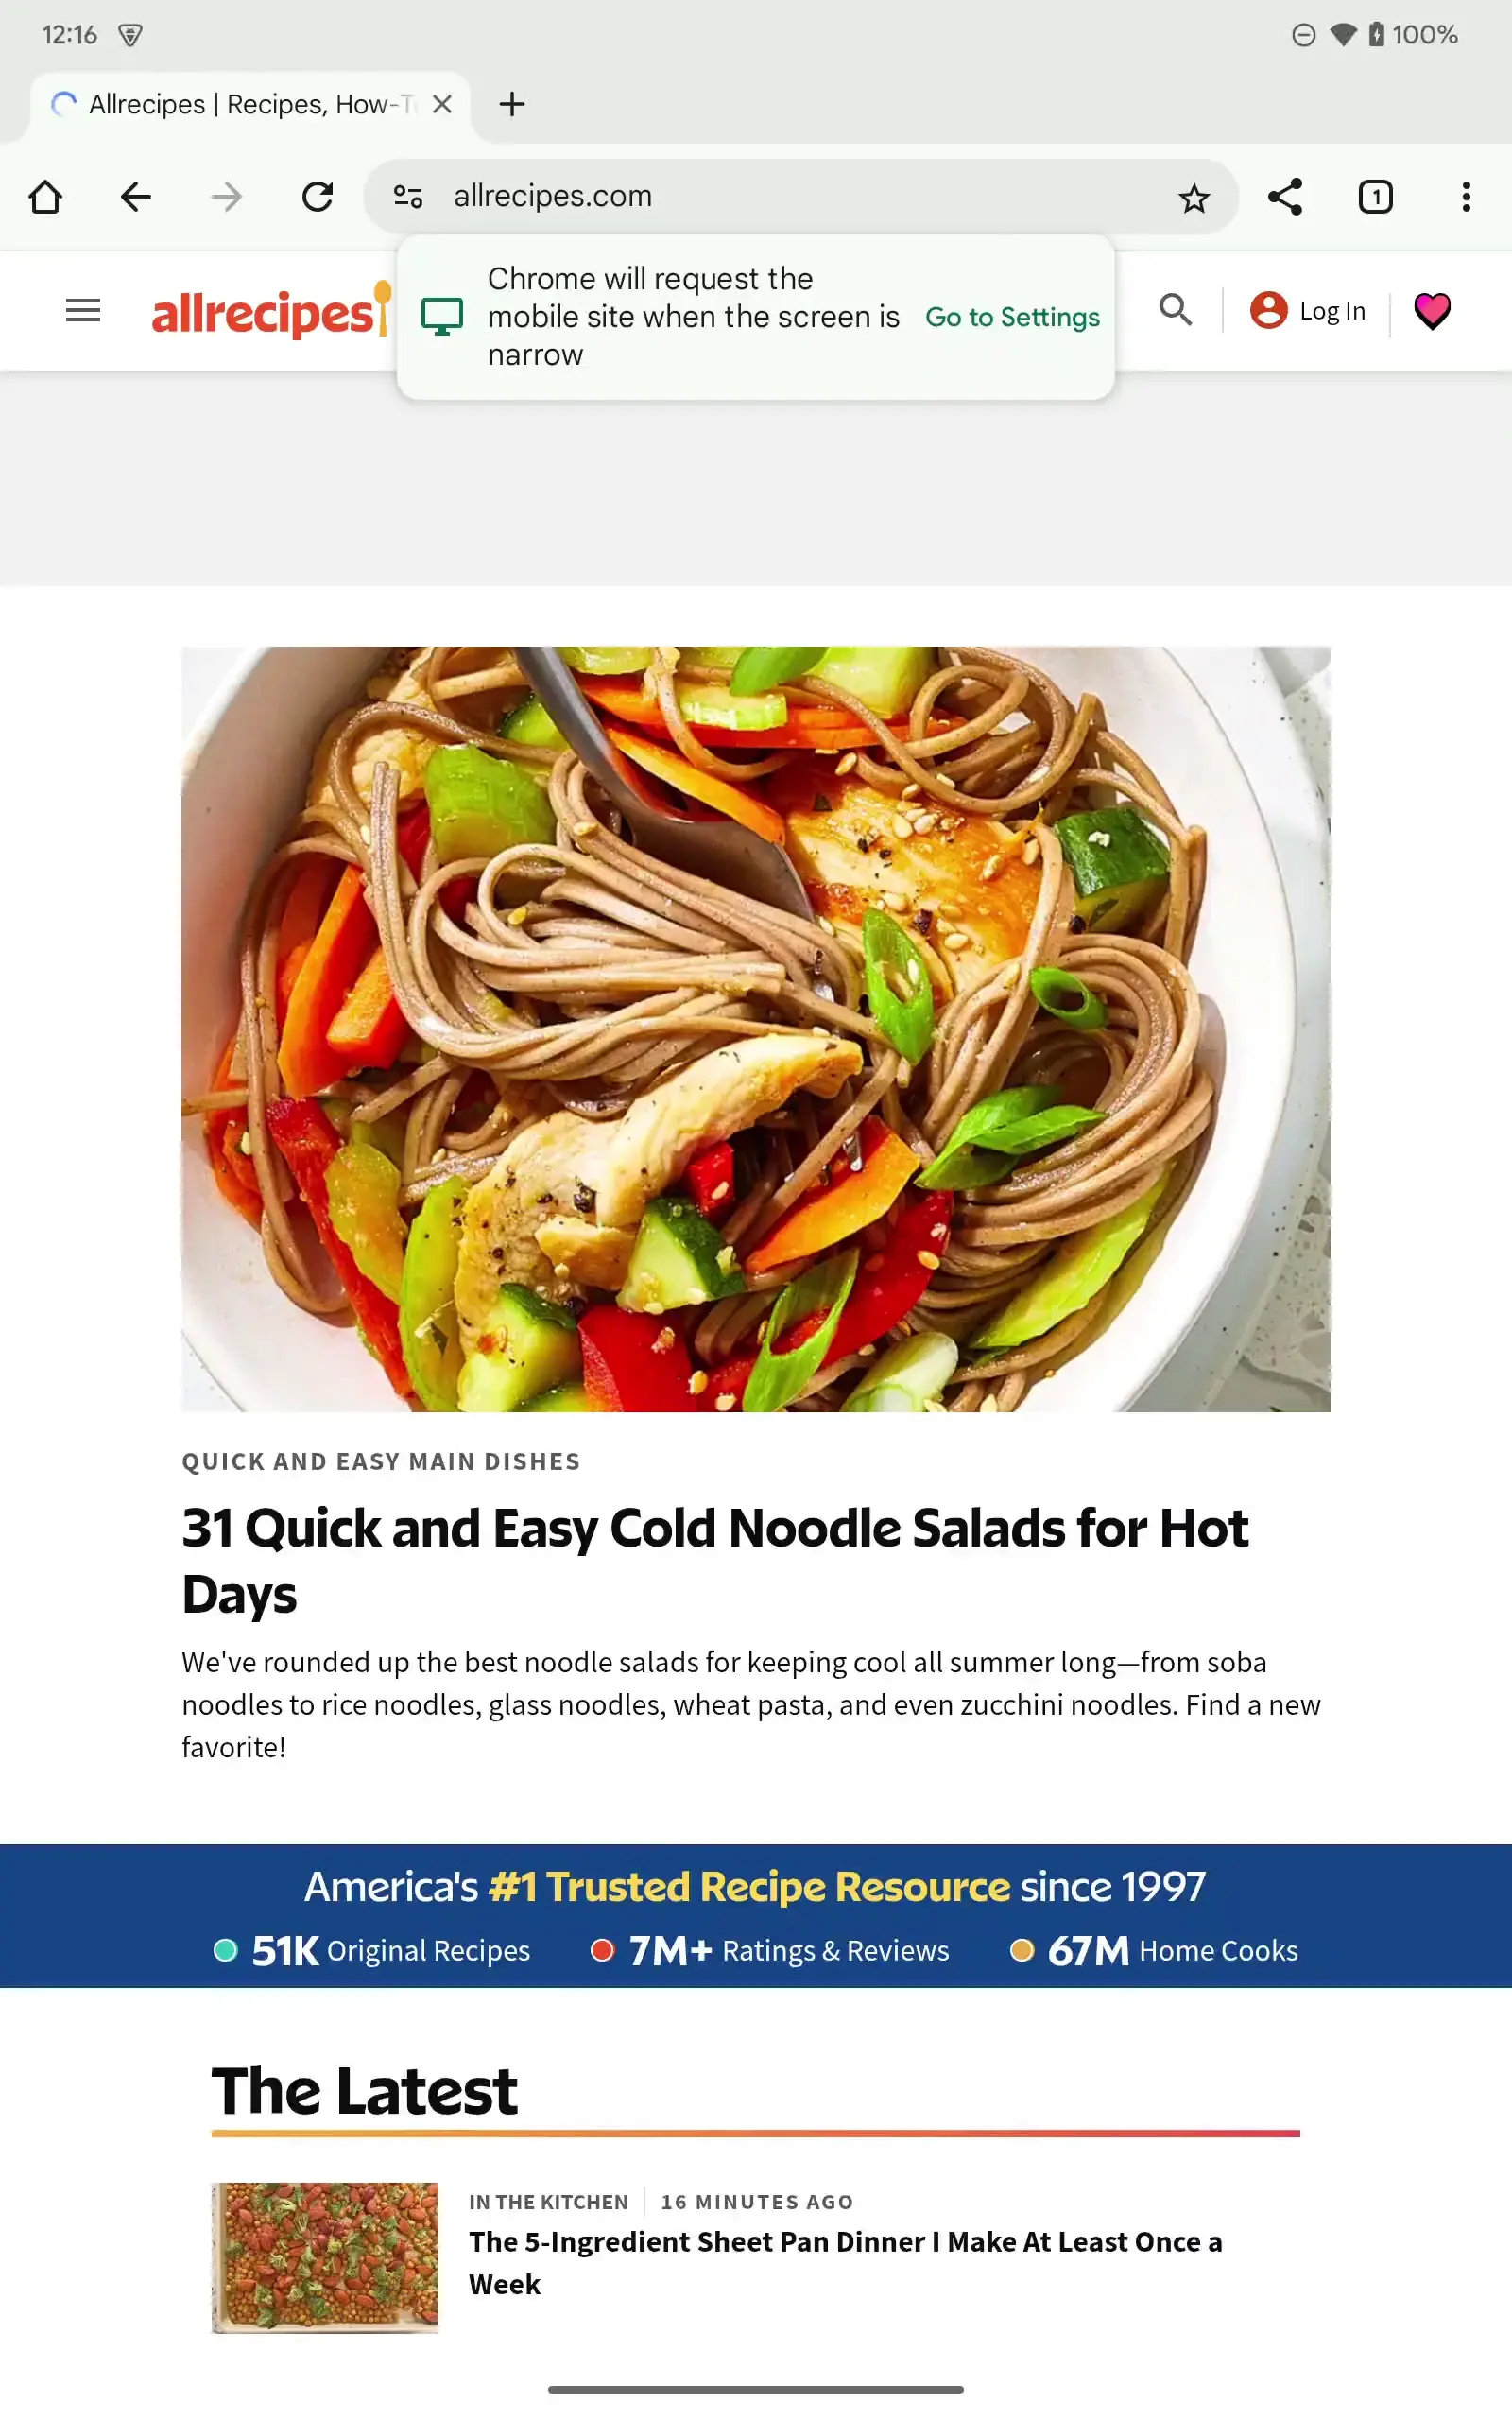 12:16
100%
Allrecipes | Recipes, How-T
allrecipes.com
1
Chrome will request the
mobile site when the screen is
narrow
Go to Settings
allrecipes
Log In
QUICK AND EASY MAIN DISHES
31 Quick and Easy Cold Noodle Salads for Hot
Days
We've rounded up the best noodle salads for keeping cool all summer long—from soba
noodles to rice noodles, glass noodles, wheat pasta, and even zucchini noodles. Find a new
favorite!
America's #1 Trusted Recipe Resource since 1997
51K Original Recipes 7M+ Ratings & Reviews 67M Home Cooks
The Latest
IN THE KITCHEN 16 MINUTES AGO
The 5-Ingredient Sheet Pan Dinner I Make At Least Once a
Week